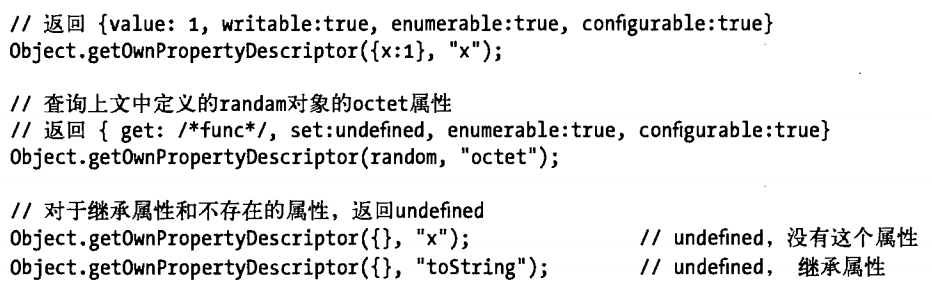 // 返回 {value: 1, writable:true, enumerable:true, configurable:true}
Object.getOwnPropertyDescriptor({x:1}, "x");
// 查询上文中定义的randam对象的octet属性
// 返回 { get: /*func*/, set:undefined, enumerable:true, configurable:true}
Object.getOwnPropertyDescriptor(random, "octet");
// 对于继承属性和不存在的属性，返回undefined
Object.getOwnPropertyDescriptor({}, "x"); // undefined，没有这个属性
Object.getOwnPropertyDescriptor({}, "toString"); // undefined， 继承属性